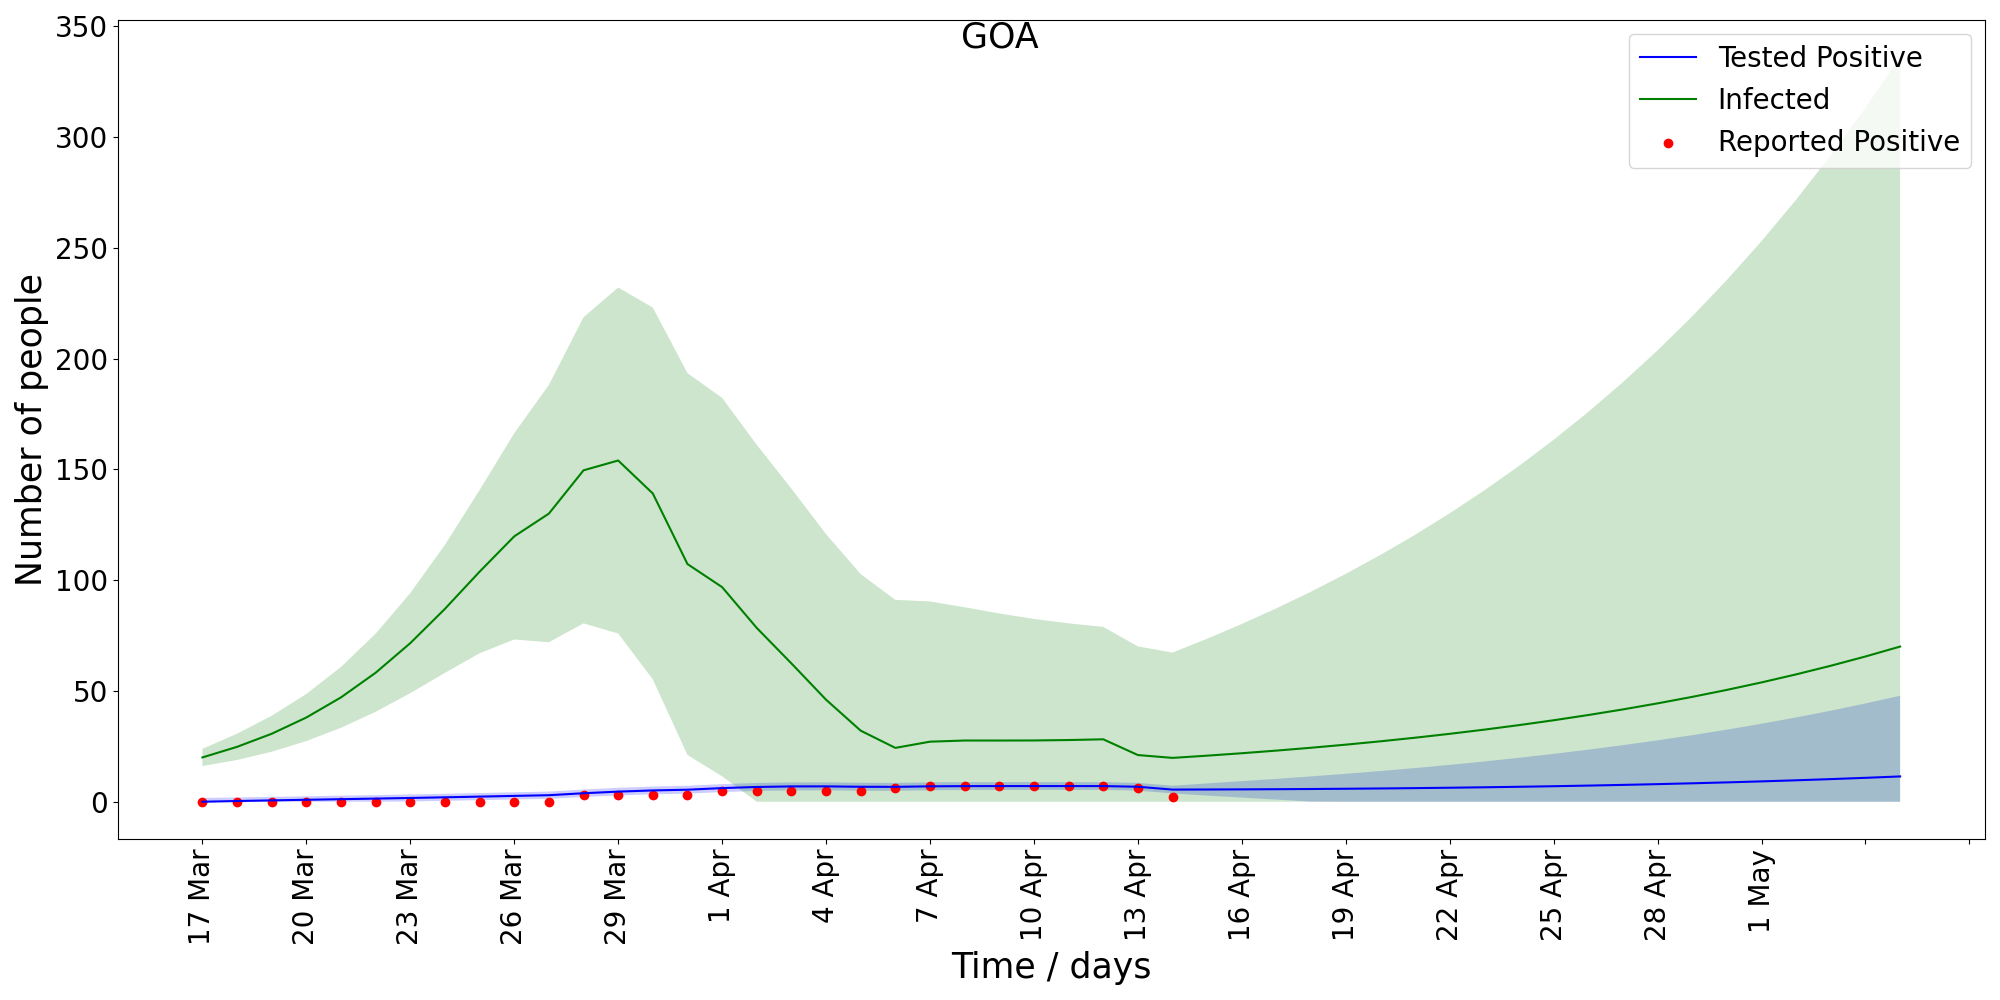 GOA
350
300
250
200
150
100
50
0
Number of people
Tested Positive
Infected
Reported Positive
17 Mar
20 Mar
23 Mar
26 Mar
29 Mar
1 Apr
4 Apr
7 Apr
10 Apr
13 Apr
16 Apr
19 Apr
22 Apr
25 Apr
28 Apr
1 May
Time / days